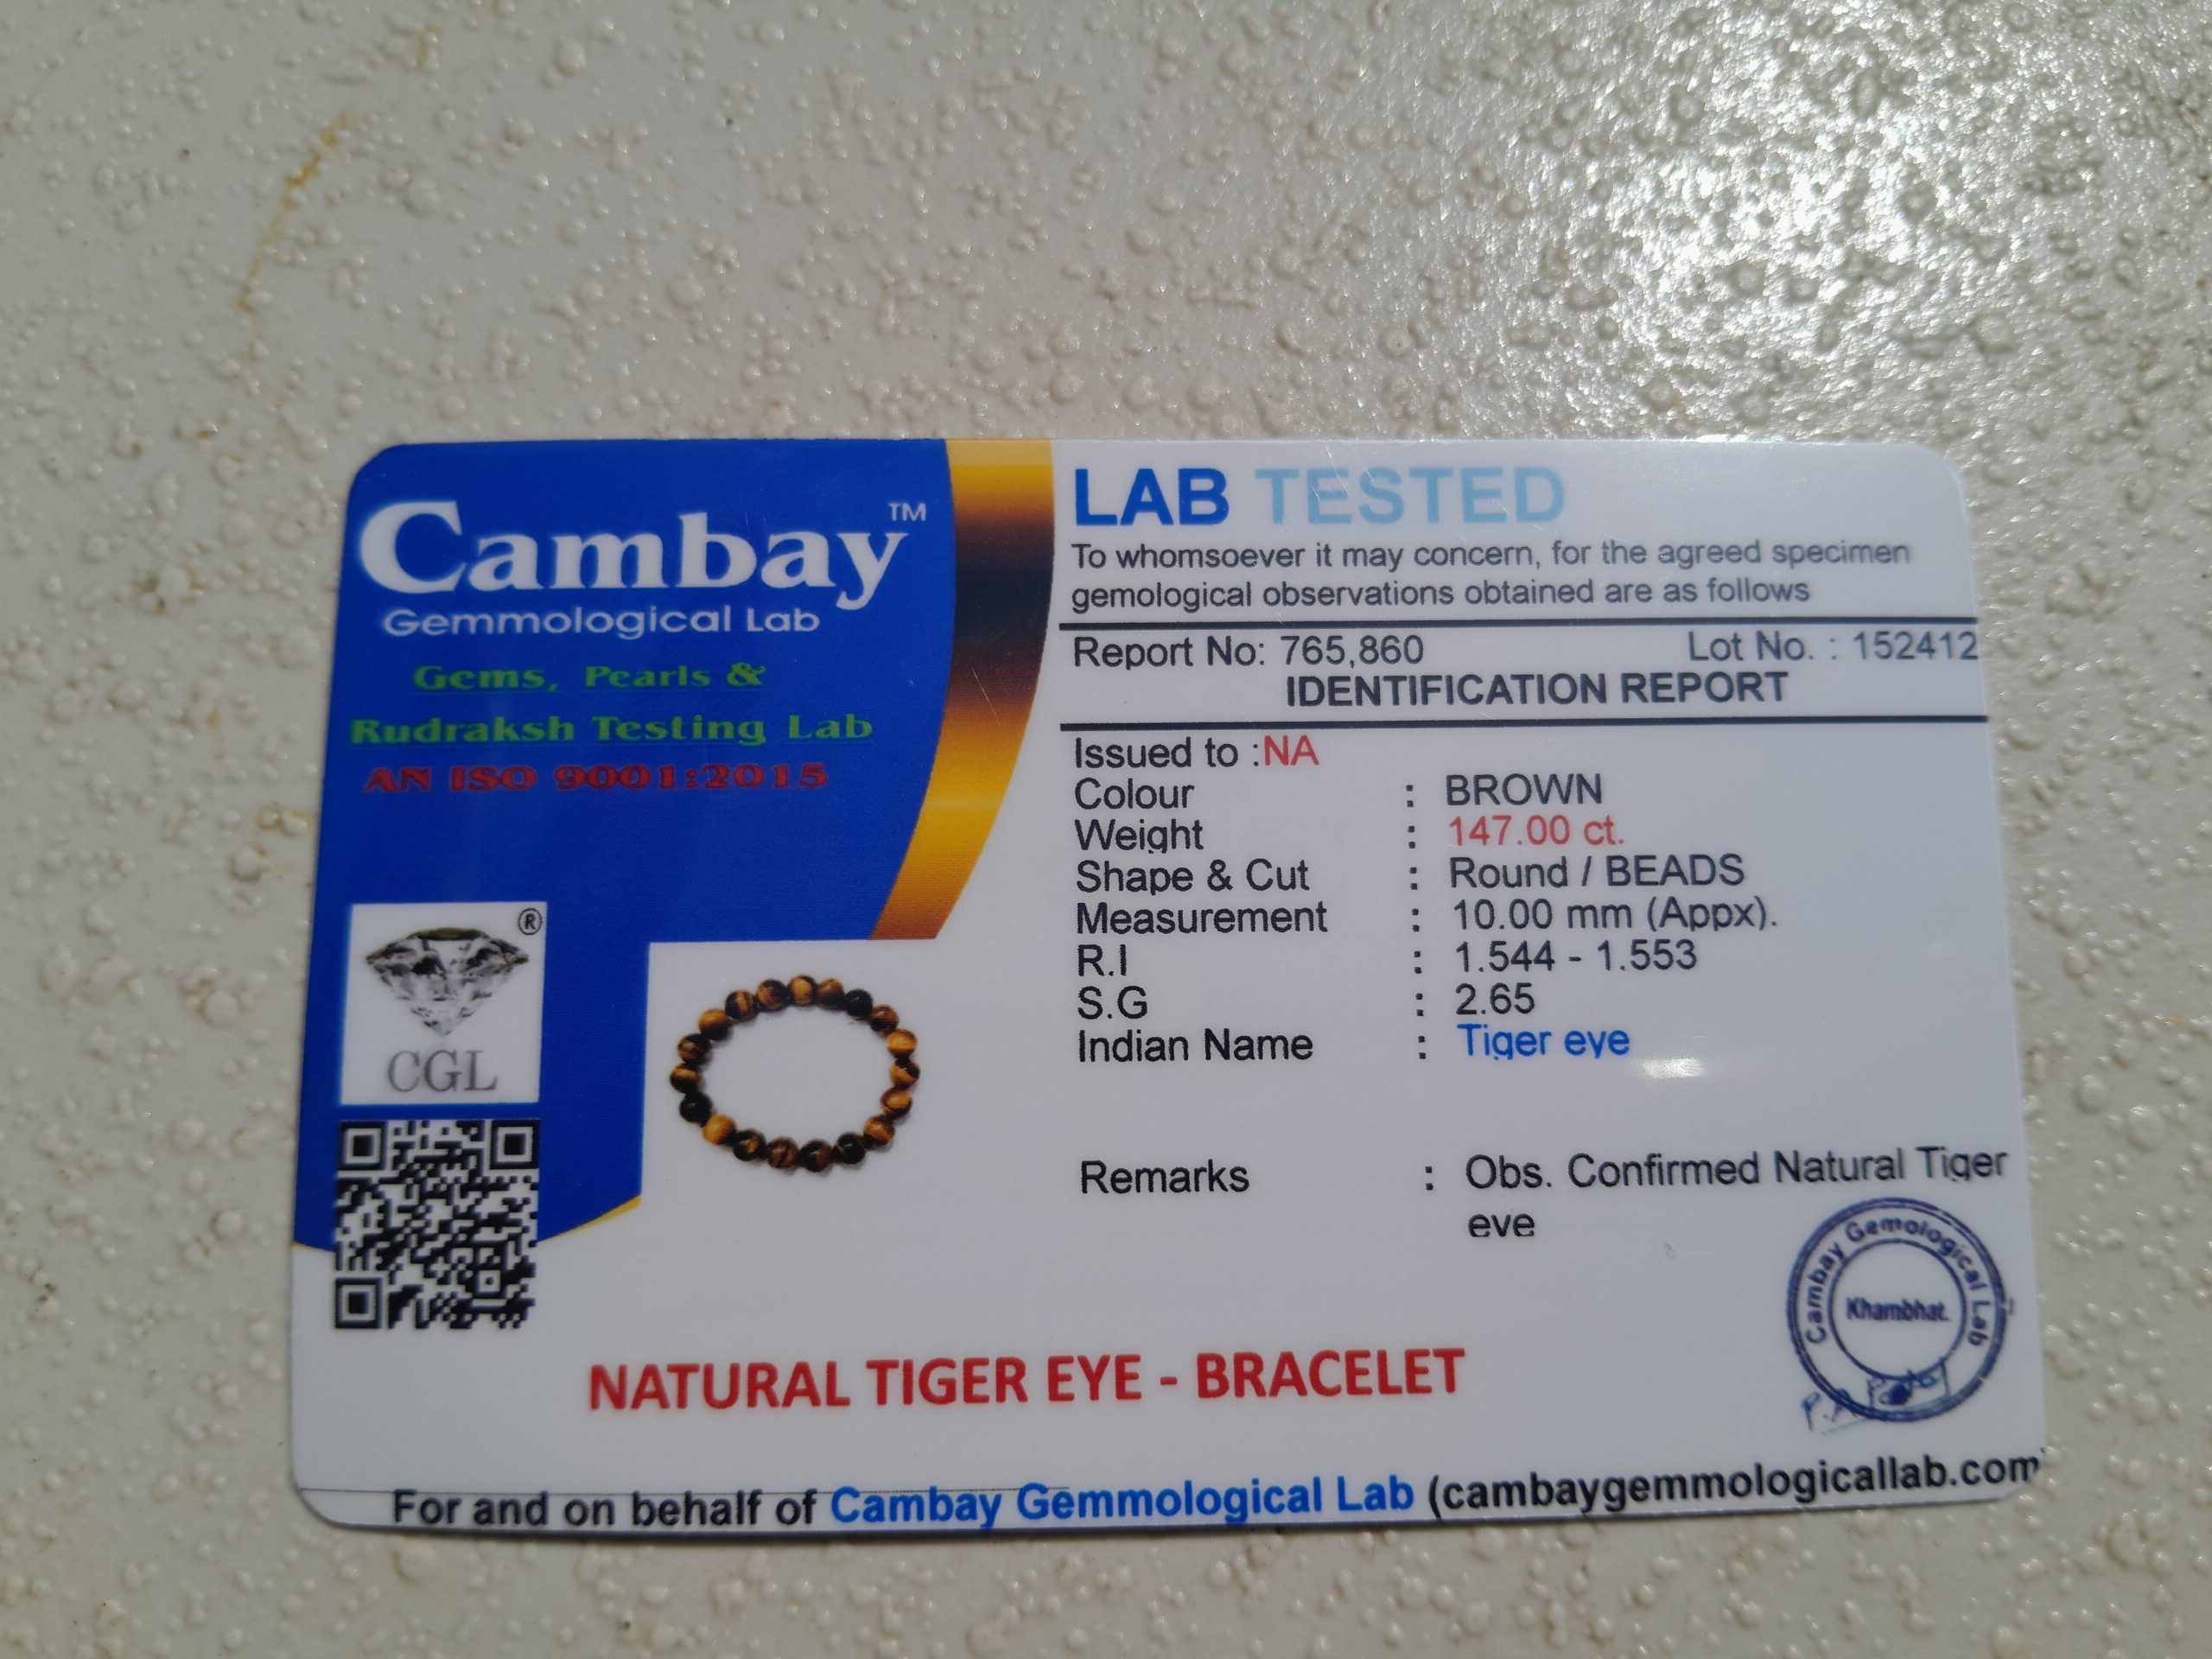 Cambay™
Gemmological Lab
Gems, Pearls &
Rudraksh Testing Lab
AN ISO 9001:2015
®
CGL
LAB TESTED
To whomsoever it may concern, for the agreed specimen
gemological observations obtained are as follows
Report No: 765,860 Lot No. : 152412
IDENTIFICATION REPORT
Issued to :NA
Colour : BROWN
Weight : 147.00 ct.
Shape & Cut : Round / BEADS
Measurement : 10.00 mm (Appx).
R.I : 1.544 - 1.553
S.G : 2.65
Indian Name : Tiger eye
Remarks : Obs. Confirmed Natural Tiger
eye
Cambay Gemological Lab
Khambhat.
NATURAL TIGER EYE - BRACELET
For and on behalf of Cambay Gemmological Lab (cambaygemmologicallab.com